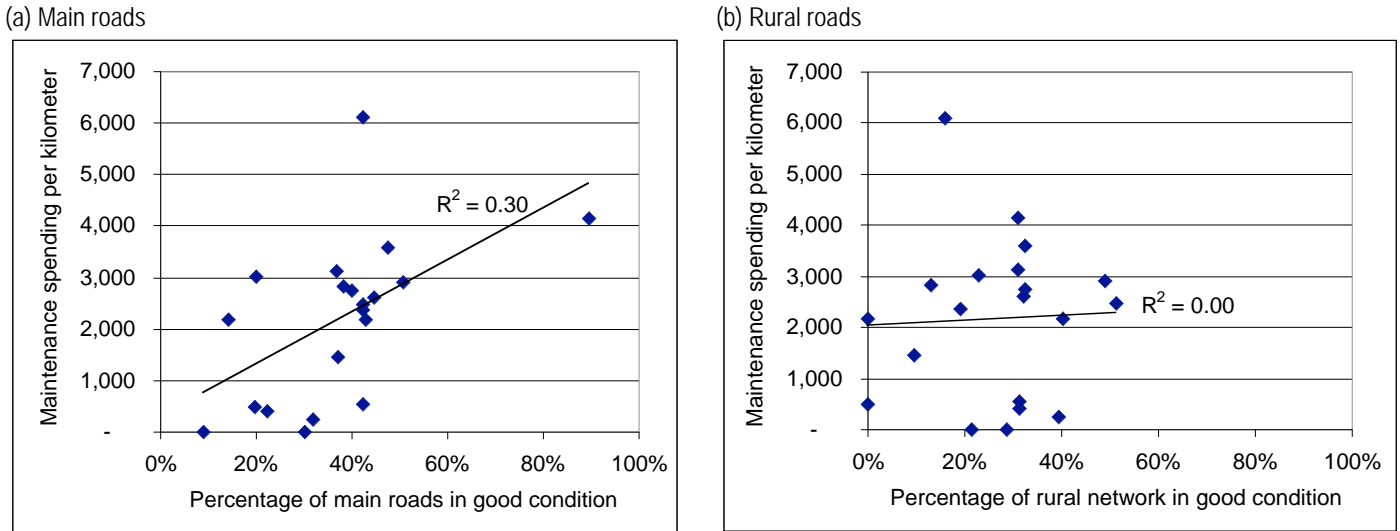 (a) Main roads
Maintenance spending per kilometer
7,000
6,000
5,000
4,000
3,000
2,000
1,000
-
R² = 0.30
0% 20% 40% 60% 80% 100%
Percentage of main roads in good condition
(b) Rural roads
Maintenance spending per kilometer
7,000
6,000
5,000
4,000
3,000
2,000
1,000
-
R² = 0.00
0% 20% 40% 60% 80% 100%
Percentage of rural network in good condition